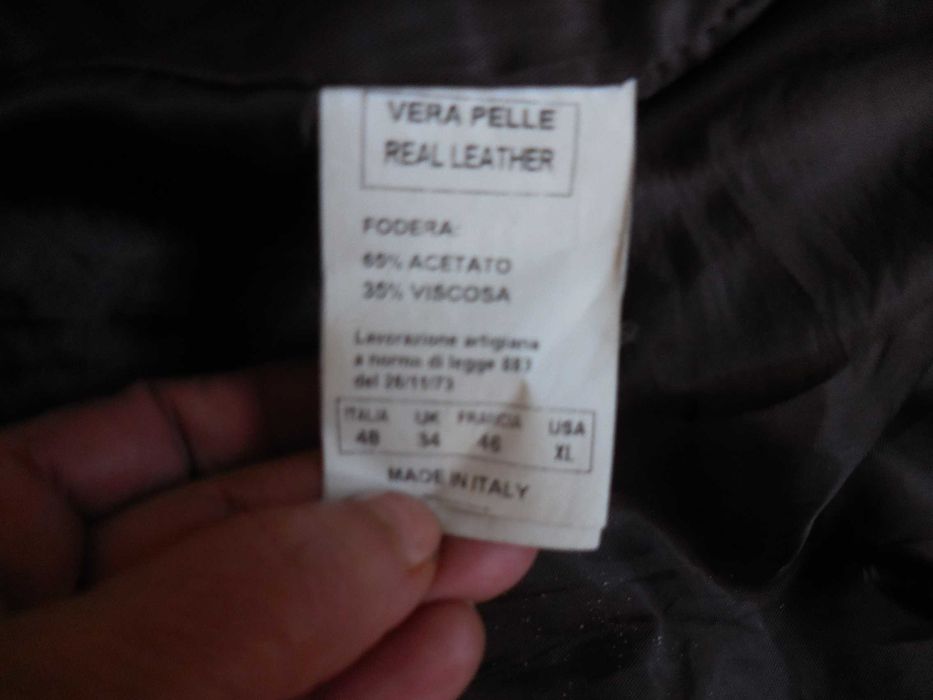 VERA PELLE
REAL LEATHER
FODERA:
65% ACETATO
35% VISCOSA
Lavorazione artigiana
a norma di legge 883
del 26/11/73
ITALIA UK FRANCIA USA
48 34 46 XL
MADE IN ITALY